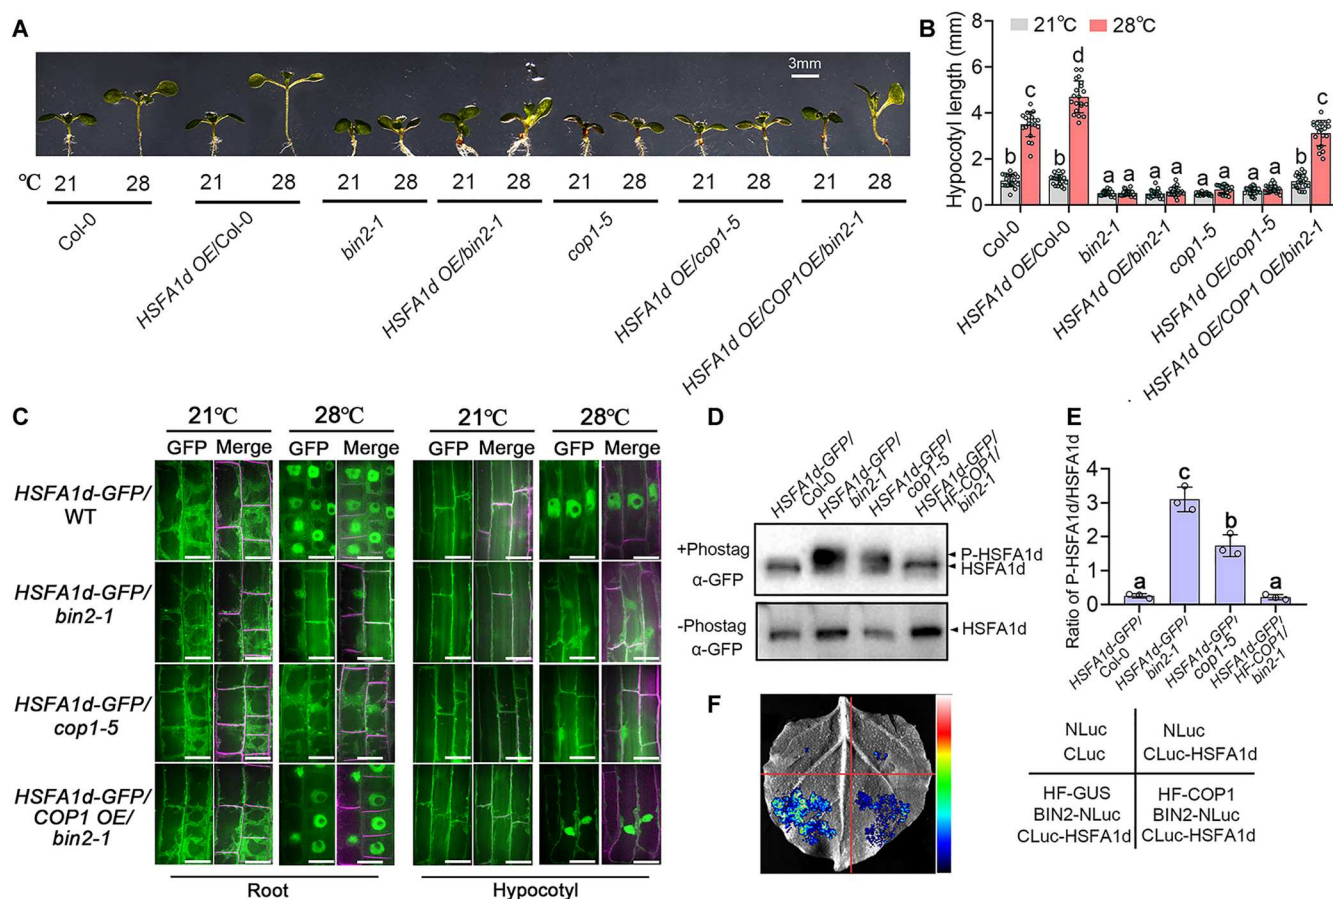 A
3mm
℃ 21 28 21 28 21 28 21 28 21 28 21 28 21 28
Col-0
HSFA1d OE/Col-0
bin2-1
HSFA1d OE/bin2-1
cop1-5
HSFA1d OE/cop1-5
HSFA1d OE/COP1OE/bin2-1
B
Hypocotyl length (mm)
8
6
4
2
0
21℃ 28℃
b c b d a a a a a a a a b c
Col-0
HSFA1d OE/Col-0
bin2-1
HSFA1d OE/bin2-1
cop1-5
HSFA1d OE/cop1-5
HSFA1d OE/COP1 OE/bin2-1
C
21℃ 28℃ 21℃ 28℃
GFP Merge GFP Merge GFP Merge GFP Merge
HSFA1d-GFP/
WT
HSFA1d-GFP/
bin2-1
HSFA1d-GFP/
cop1-5
HSFA1d-GFP/
COP1 OE/
bin2-1
Root Hypocotyl
D
HSFA1d-GFP/
Col-0
HSFA1d-GFP/
bin2-1
HSFA1d-GFP/
cop1-5
HSFA1d-GFP/
HF-COP1/
bin2-1
+Phostag
α-GFP
P-HSFA1d
HSFA1d
-Phostag
α-GFP
HSFA1d
E
Ratio of P-HSFA1d/HSFA1d
4
3
2
1
0
a c b a
HSFA1d-GFP/
Col-0
HSFA1d-GFP/
bin2-1
HSFA1d-GFP/
cop1-5
HSFA1d-GFP/
HF-COP1/
bin2-1
F
NLuc
CLuc
NLuc
CLuc-HSFA1d
HF-GUS
BIN2-NLuc
CLuc-HSFA1d
HF-COP1
BIN2-NLuc
CLuc-HSFA1d